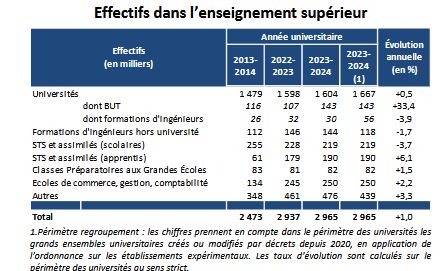 Effectifs dans l'enseignement supérieur
Effectifs (en milliers) Année universitaire Évolution annuelle (en %)
2013-2014 2022-2023 2023-2024 2023-2024 (1)
Universités 1 479 1 598 1 604 1 667 +0,5
dont BUT 116 107 143 143 +33,4
dont formations d'Ingénieurs 26 32 30 56 -3,9
Formations d'Ingénieurs hors université 112 146 144 118 -1,7
STS et assimilés (scolaires) 255 228 219 219 -3,7
STS et assimilés (apprentis) 61 179 190 190 +6,1
Classes Préparatoires aux Grandes Écoles 83 81 82 82 +1,5
Ecoles de commerce, gestion, comptabilité 134 245 250 250 +2,2
Autres 348 461 476 439 +3,3
Total 2 473 2 937 2 965 2 965 +1,0
1.Périmètre regroupement : les chiffres prennent en compte dans le périmètre des universités les
grands ensembles universitaires créés ou modifiés par décrets depuis 2020, en application de
l'ordonnance sur les établissements expérimentaux. Les taux d'évolution sont calculés sur le
périmètre des universités au sens strict.